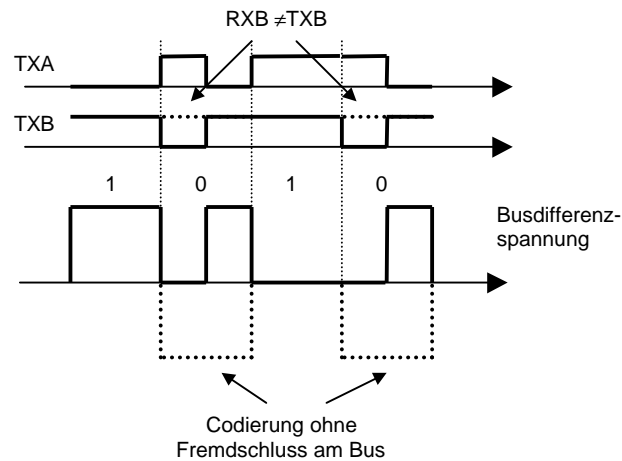 RXB ≠TXB
TXA
TXB
1 0 1 0
Busdifferenz-
spannung
Codierung ohne
Fremdschluss am Bus